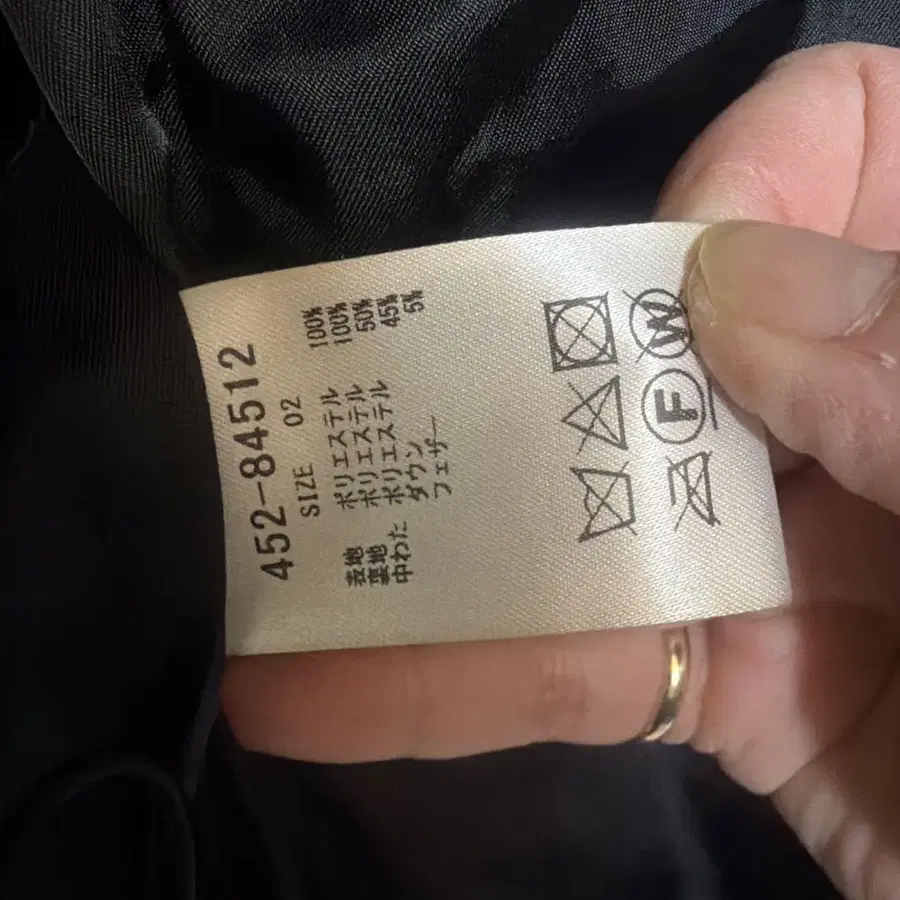 452-84512
SIZE 02
表地 ポリエステル 100%
裏地 ポリエステル 100%
中わた ポリエステル 50%
ダウン 45%
フェザー 5%
W
F